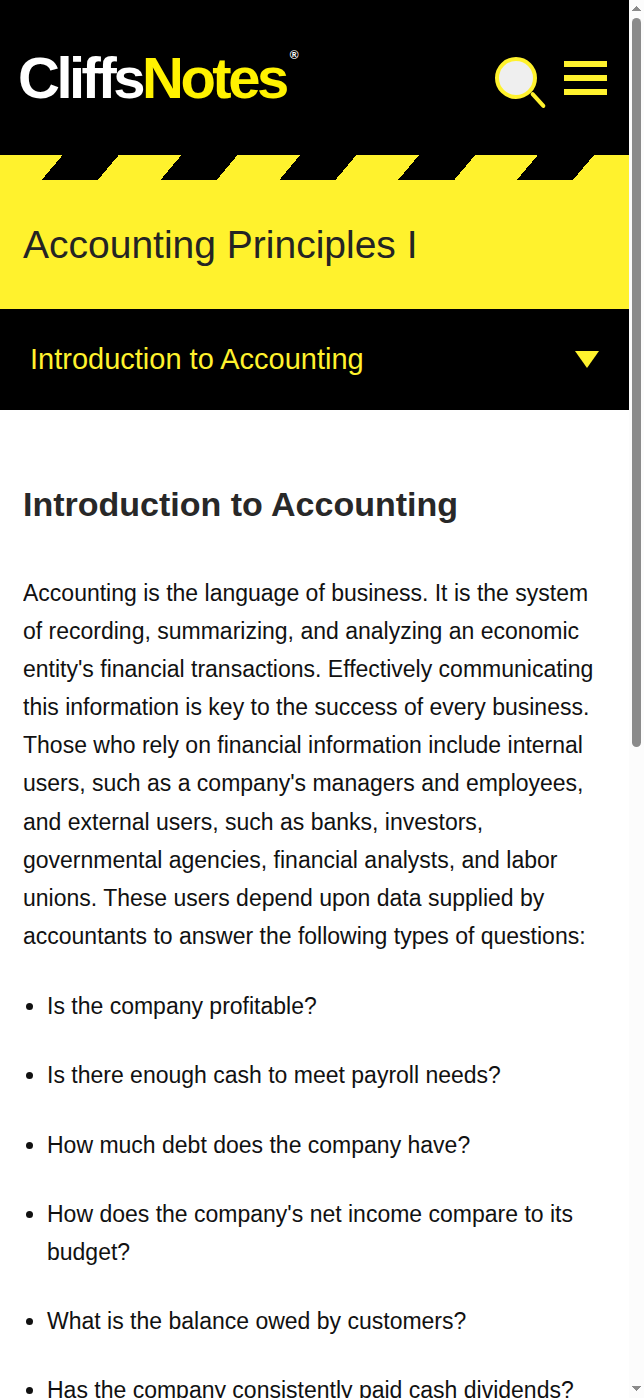 CliffsNotes®
Accounting Principles I
Introduction to Accounting
Introduction to Accounting
Accounting is the language of business. It is the system
of recording, summarizing, and analyzing an economic
entity's financial transactions. Effectively communicating
this information is key to the success of every business.
Those who rely on financial information include internal
users, such as a company's managers and employees,
and external users, such as banks, investors,
governmental agencies, financial analysts, and labor
unions. These users depend upon data supplied by
accountants to answer the following types of questions:
• Is the company profitable?
• Is there enough cash to meet payroll needs?
• How much debt does the company have?
• How does the company's net income compare to its
budget?
• What is the balance owed by customers?
• Has the company consistently paid cash dividends?